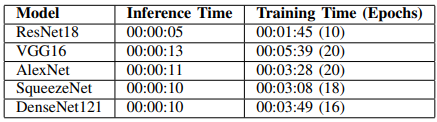 Model Inference Time Training Time (Epochs)
ResNet18 00:00:05 00:01:45 (10)
VGG16 00:00:13 00:05:39 (20)
AlexNet 00:00:11 00:03:28 (20)
SqueezeNet 00:00:10 00:03:08 (18)
DenseNet121 00:00:10 00:03:49 (16)